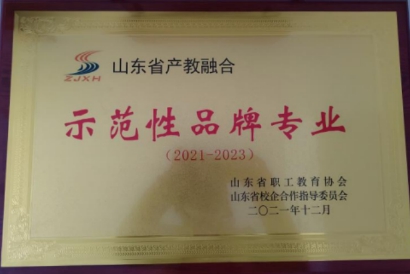 ZJXH
山东省产教融合
示范性品牌专业
(2021-2023)
山东省职工教育协会
山东省校企合作指导委员会
二〇二一年十二月